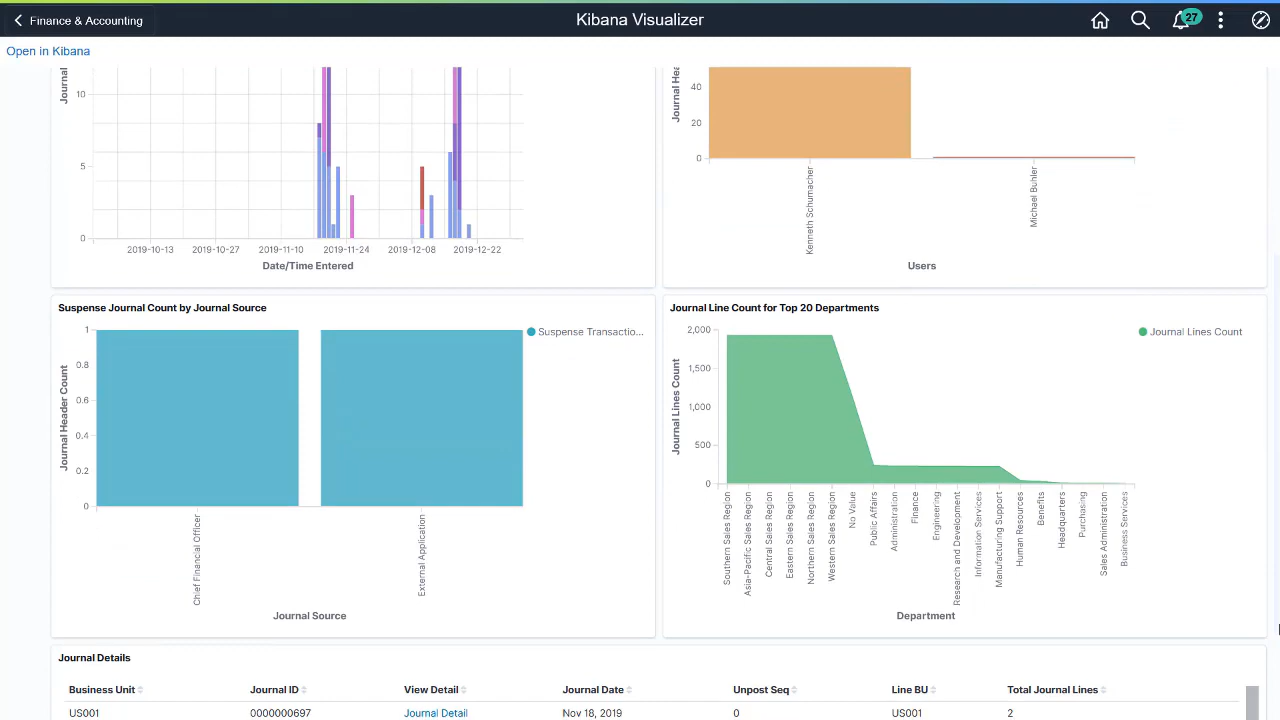 Finance & Accounting
Kibana Visualizer
27
Open in Kibana
Journal
10
5
0
2019-10-13
2019-10-27
2019-11-10
2019-11-24
2019-12-08
2019-12-22
Date/Time Entered
Journal Hea
40
20
0
Kenneth Schumacher
Michael Buhler
Users
Suspense Journal Count by Journal Source
Journal Header Count
1
0.8
0.6
0.4
0.2
0
Suspense Transactio...
Chief Financial Officer
External Application
Journal Source
Journal Line Count for Top 20 Departments
Journal Lines Count
2,000
1,500
1,000
500
0
Journal Lines Count
Southern Sales Region
Asia-Pacific Sales Region
Central Sales Region
Eastern Sales Region
Northern Sales Region
Western Sales Region
No Value
Public Affairs
Administration
Finance
Engineering
Research and Development
Information Services
Manufacturing Support
Human Resources
Benefits
Headquarters
Purchasing
Sales Administration
Business Services
Department
Journal Details
Business Unit Journal ID View Detail Journal Date Unpost Seq Line BU Total Journal Lines
US001 0000000697 Journal Detail Nov 18, 2019 0 US001 2